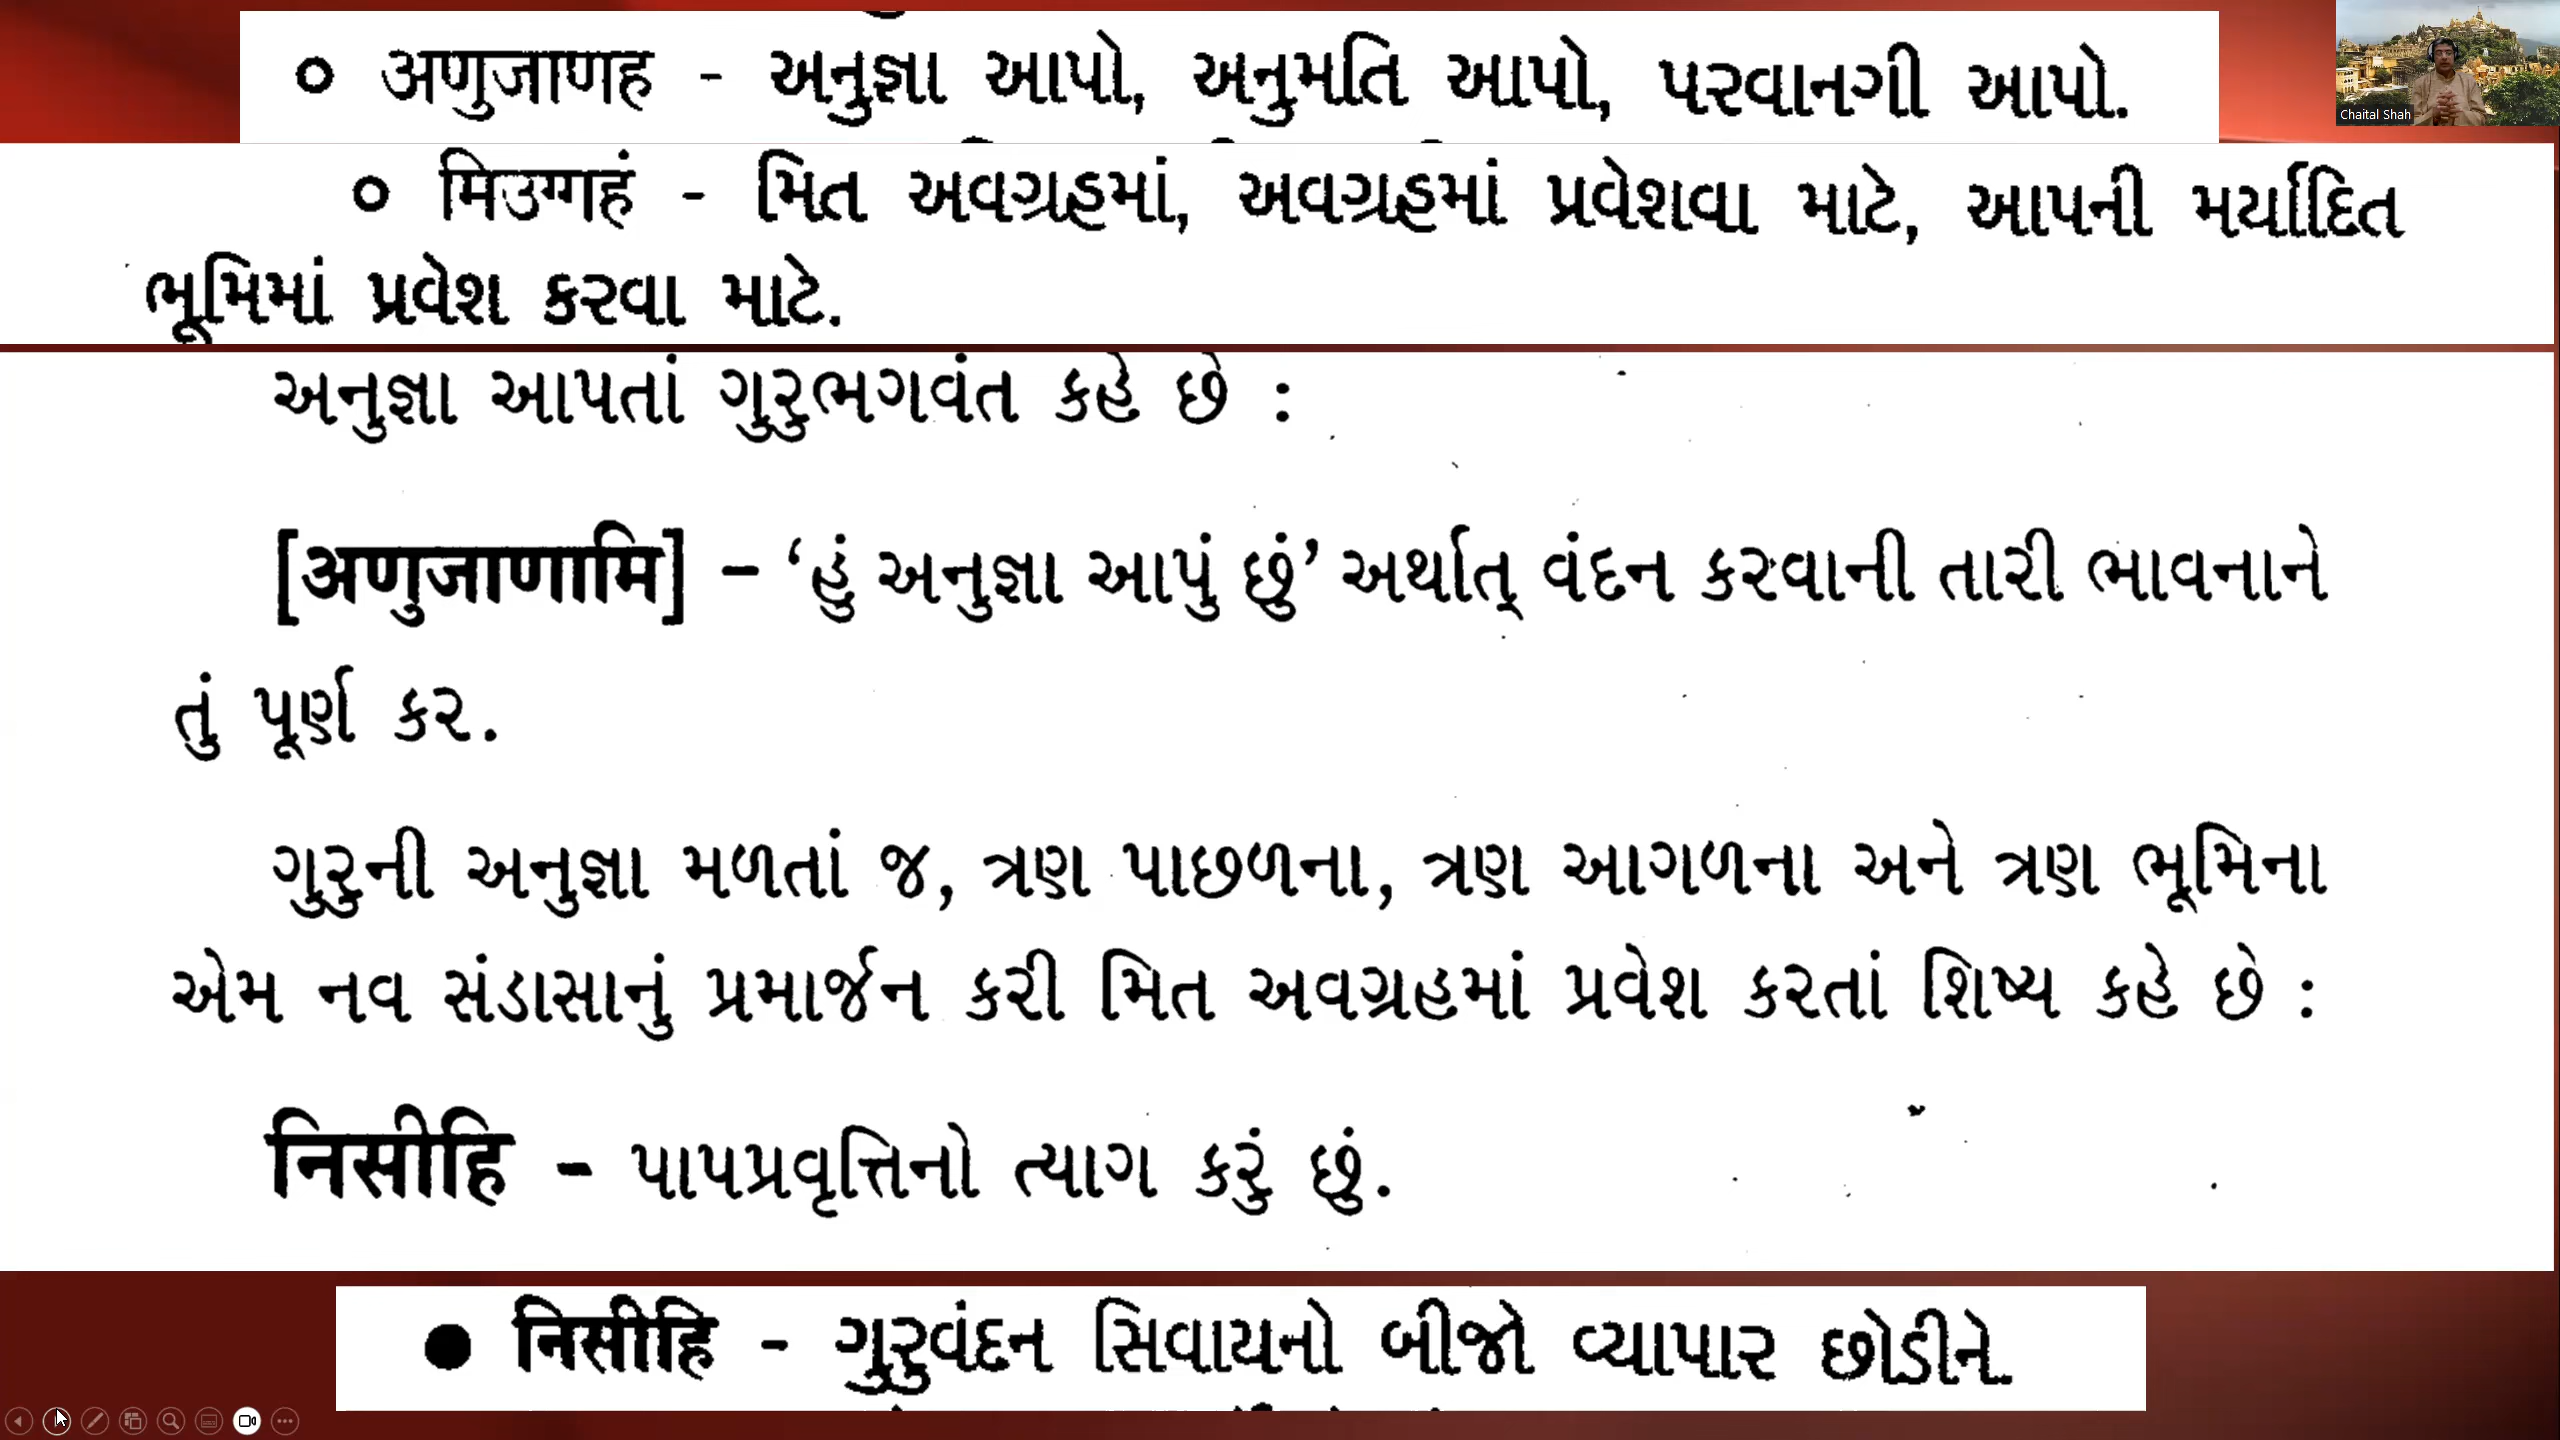 ○ अणुजाणह - અનુજ્ઞા આપો, અનુમતિ આપો, પરવાનગી આપો.
Chaital Shah
○ मिउग्गहं - મિત અવગ્રહમાં, અવગ્રહમાં પ્રવેશવા માટે, આપની મર્યાદિત
ભૂમિમાં પ્રવેશ કરવા માટે.
અનુજ્ઞા આપતાં ગુરુભગવંત કહે છે :
[अणुजाणामि] – ‘હું અનુજ્ઞા આપું છું’ અર્થાત્ વંદન કરવાની તારી ભાવનાને
તું પૂર્ણ કર.
ગુરુની અનુજ્ઞા મળતાં જ, ત્રણ પાછળના, ત્રણ આગળના અને ત્રણ ભૂમિના
એમ નવ સંડાસાનું પ્રમાર્જન કરી મિત અવગ્રહમાં પ્રવેશ કરતાં શિષ્ય કહે છે :
निसीहि – પાપપ્રવૃત્તિનો ત્યાગ કરું છું.
● निसीहि - ગુરુવંદન સિવાયનો બીજો વ્યાપાર છોડીને.